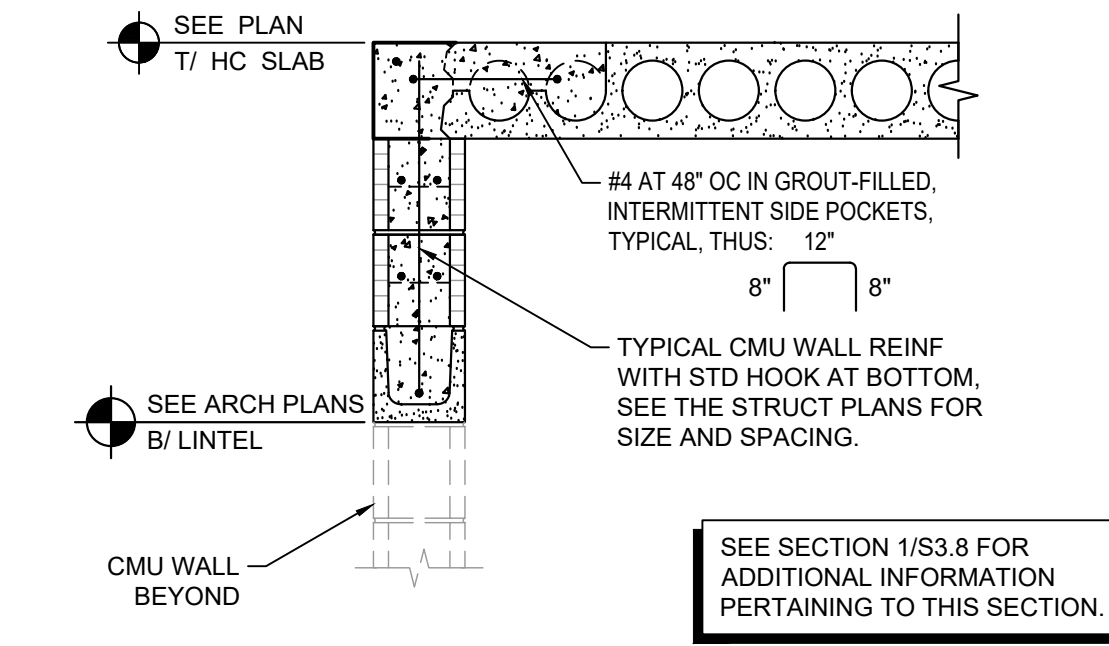 SEE PLAN
T/ HC SLAB
#4 AT 48" OC IN GROUT-FILLED,
INTERMITTENT SIDE POCKETS,
TYPICAL, THUS: 12"
8" 8"
TYPICAL CMU WALL REINF
WITH STD HOOK AT BOTTOM,
SEE THE STRUCT PLANS FOR
SIZE AND SPACING.
SEE ARCH PLANS
B/ LINTEL
CMU WALL
BEYOND
SEE SECTION 1/S3.8 FOR
ADDITIONAL INFORMATION
PERTAINING TO THIS SECTION.